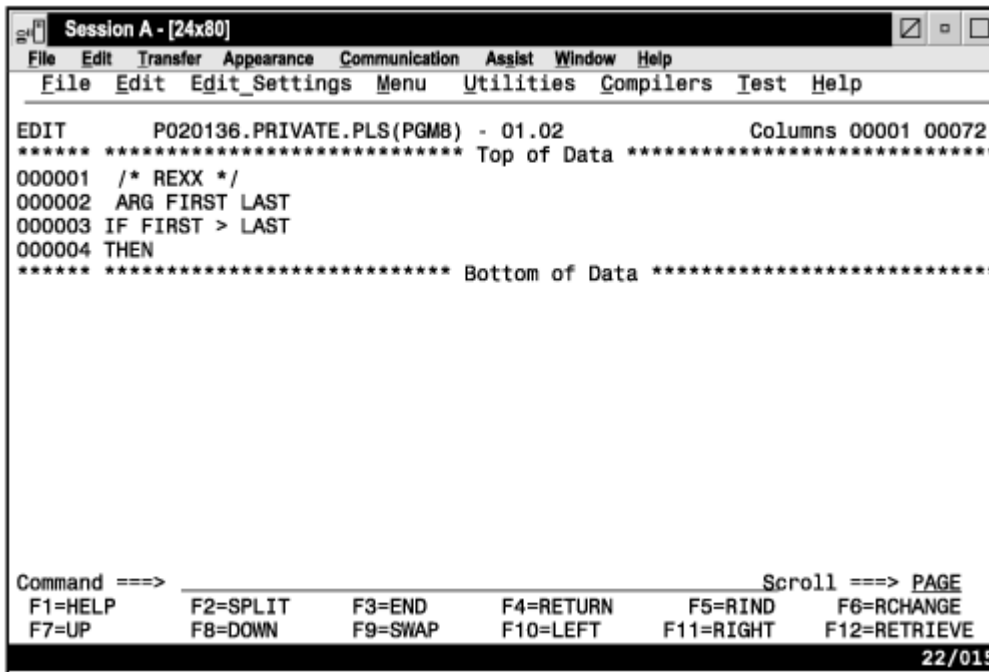 Session A - [24x80]
File Edit Transfer Appearance Communication Assist Window Help
File Edit Edit_Settings Menu Utilities Compilers Test Help
EDIT P020136.PRIVATE.PLS(PGM8) - 01.02 Columns 00001 00072
****** ***************************** Top of Data ******************************
000001 /* REXX */
000002 ARG FIRST LAST
000003 IF FIRST > LAST
000004 THEN
****** **************************** Bottom of Data ****************************
Command ===> Scroll ===> PAGE
F1=HELP F2=SPLIT F3=END F4=RETURN F5=RIND F6=RCHANGE
F7=UP F8=DOWN F9=SWAP F10=LEFT F11=RIGHT F12=RETRIEVE
22/015